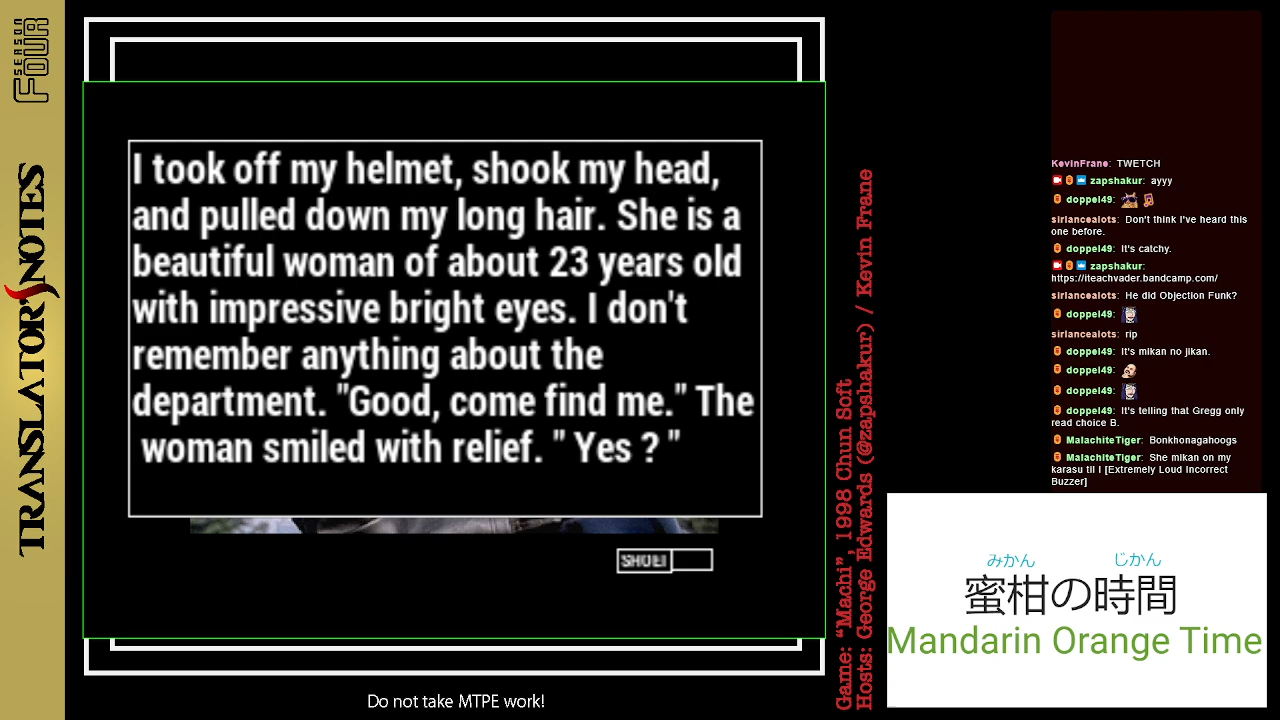 SEASON
FOUR
TRANSLATOR'S NOTES
I took off my helmet, shook my head,
and pulled down my long hair. She is a
beautiful woman of about 23 years old
with impressive bright eyes. I don't
remember anything about the
department. "Good, come find me." The
woman smiled with relief. " Yes ? "
SHOEI
Do not take MTPE work!
Game: "Machi", 1998 Chun Soft
Hosts: George Edwards (@zapshakur) / Kevin Frane
KevinFrane: TWETCH
zapshakur: ayyy
doppel49:
sirlancealots: Don't think I've heard this
one before.
doppel49: It's catchy.
zapshakur:
https://iteachvader.bandcamp.com/
sirlancealots: He did Objection Funk?
doppel49:
sirlancealots: rip
doppel49: It's mikan no jikan.
doppel49:
doppel49:
doppel49: It's killing that Gregg only
read choice B.
MalachiteTiger: Bonkhonagahoogs
MalachiteTiger: She mikan on my
karasu til I [Extremely Loud Incorrect
Buzzer]
みかん じかん
蜜柑の時間
Mandarin Orange Time